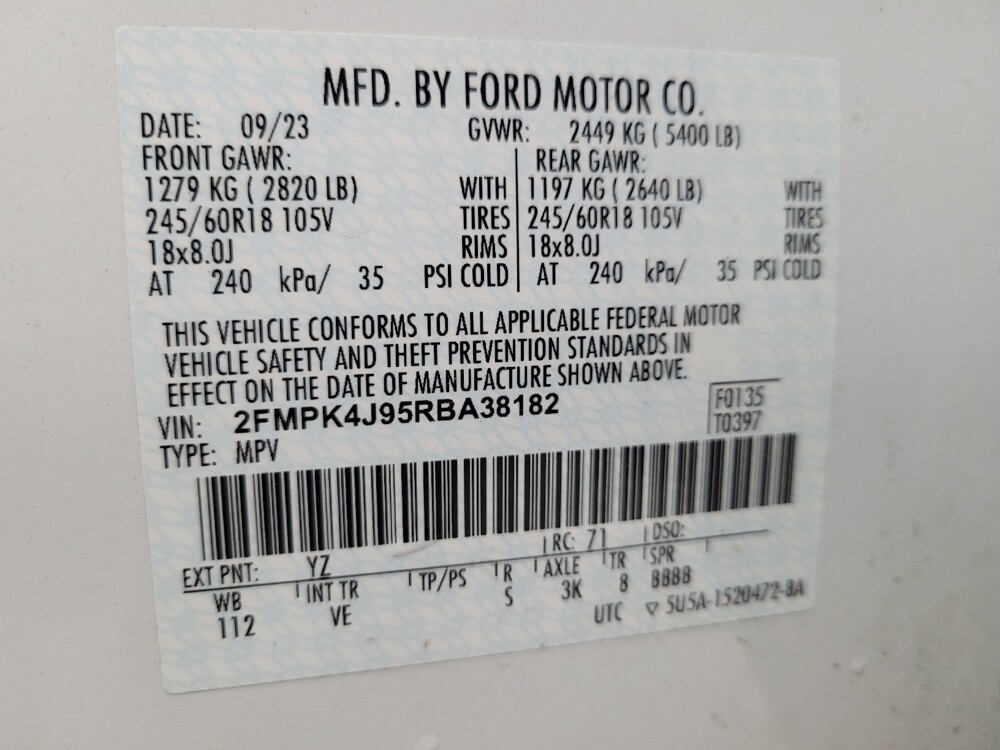 MFD. BY FORD MOTOR CO.
DATE: 09/23 GVWR: 2449 KG ( 5400 LB)
FRONT GAWR: REAR GAWR:
1279 KG ( 2820 LB) WITH 1197 KG ( 2640 LB) WITH
245/60R18 105V TIRES 245/60R18 105V TIRES
18x8.0J RIMS 18x8.0J RIMS
AT 240 kPa/ 35 PSI COLD AT 240 kPa/ 35 PSI COLD
THIS VEHICLE CONFORMS TO ALL APPLICABLE FEDERAL MOTOR
VEHICLE SAFETY AND THEFT PREVENTION STANDARDS IN
EFFECT ON THE DATE OF MANUFACTURE SHOWN ABOVE.
VIN: 2FMPK4J95RBA38182
F0135
T0397
TYPE: MPV
EXT PNT: YZ RC: 71 DSO:
WB INT TR TP/PS R AXLE TR SPR
112 VE S 3K 8 BBBB
UTC ▽ 5U5A-1520472-BA